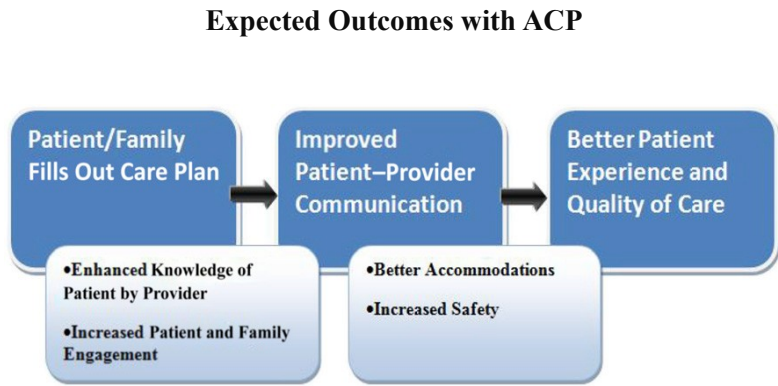 Expected Outcomes with ACP
Patient/Family
Fills Out Care Plan
Improved
Patient–Provider
Communication
Better Patient
Experience and
Quality of Care
•Enhanced Knowledge of
Patient by Provider
•Increased Patient and Family
Engagement
•Better Accommodations
•Increased Safety